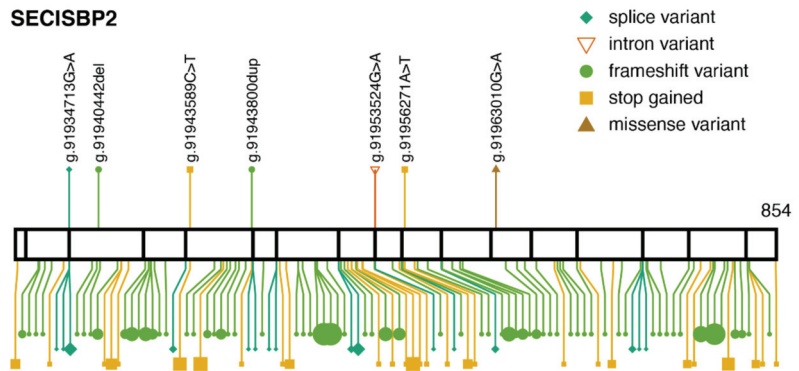 SECISBP2
splice variant
intron variant
frameshift variant
stop gained
missense variant
g.91934713G>A
g.91940442del
g.91943589C>T
g.91943800dup
g.91953524G>A
g.91956271A>T
g.91963010G>A
854